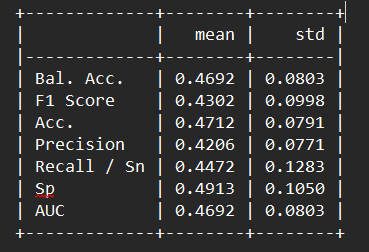 +-------------+--------+--------+
|             |   mean |    std |
|-------------+--------+--------|
| Bal. Acc.   | 0.4692 | 0.0803 |
| F1 Score    | 0.4302 | 0.0998 |
| Acc.        | 0.4712 | 0.0791 |
| Precision   | 0.4206 | 0.0771 |
| Recall / Sn | 0.4472 | 0.1283 |
| Sp          | 0.4913 | 0.1050 |
| AUC         | 0.4692 | 0.0803 |
+-------------+--------+--------+